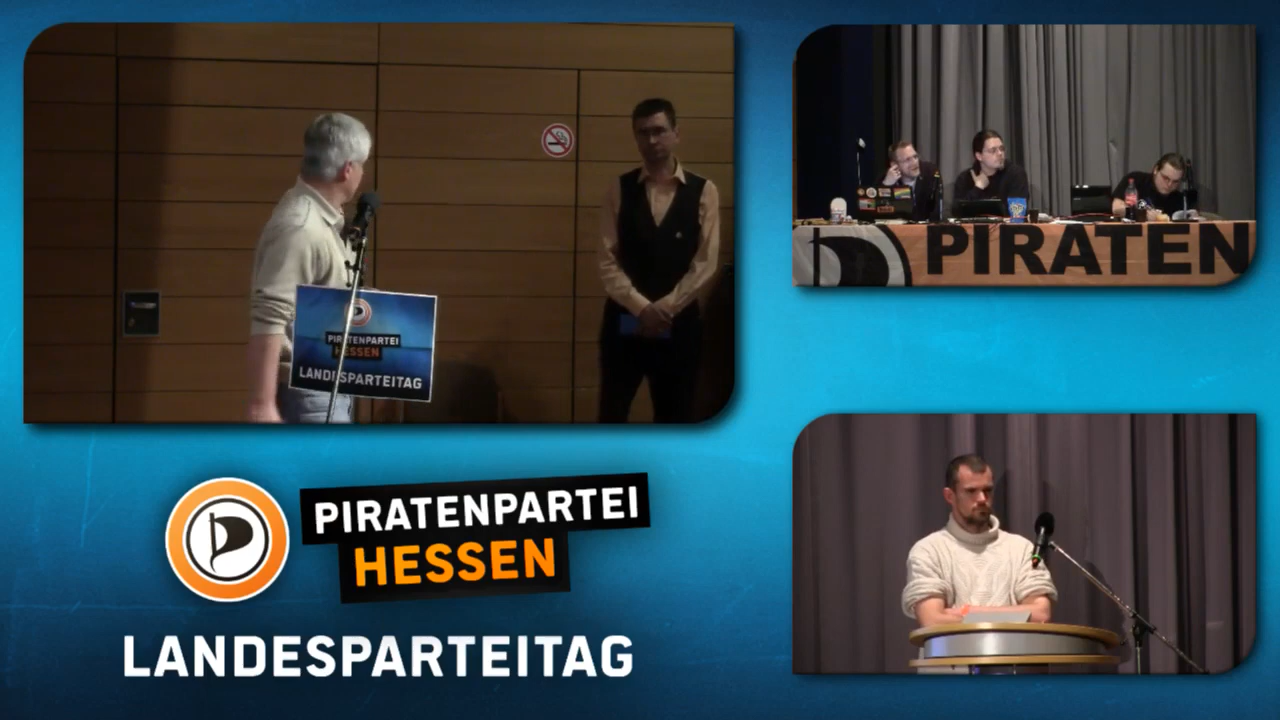 PIRATENPARTEI
HESSEN
LANDESPARTEITAG
PIRATEN
PIRATENPARTEI
HESSEN
LANDESPARTEITAG